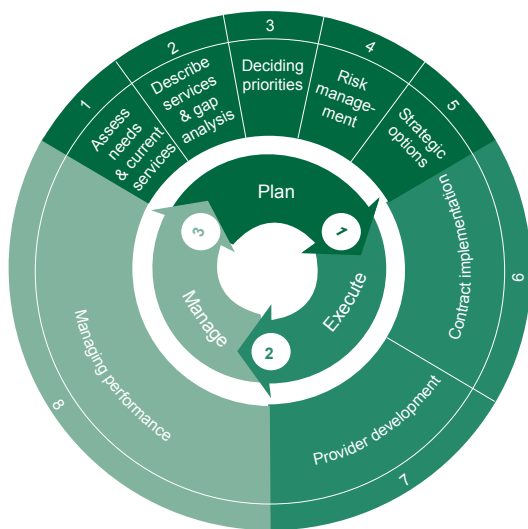 1
Assess
needs
& current
services
2
Describe
services
& gap
analysis
3
Deciding
priorities
4
Risk
manage-
ment
5
Strategic
options
6
Contract implementation
7
Provider development
8
Managing performance
Plan
1
Execute
2
Manage
3